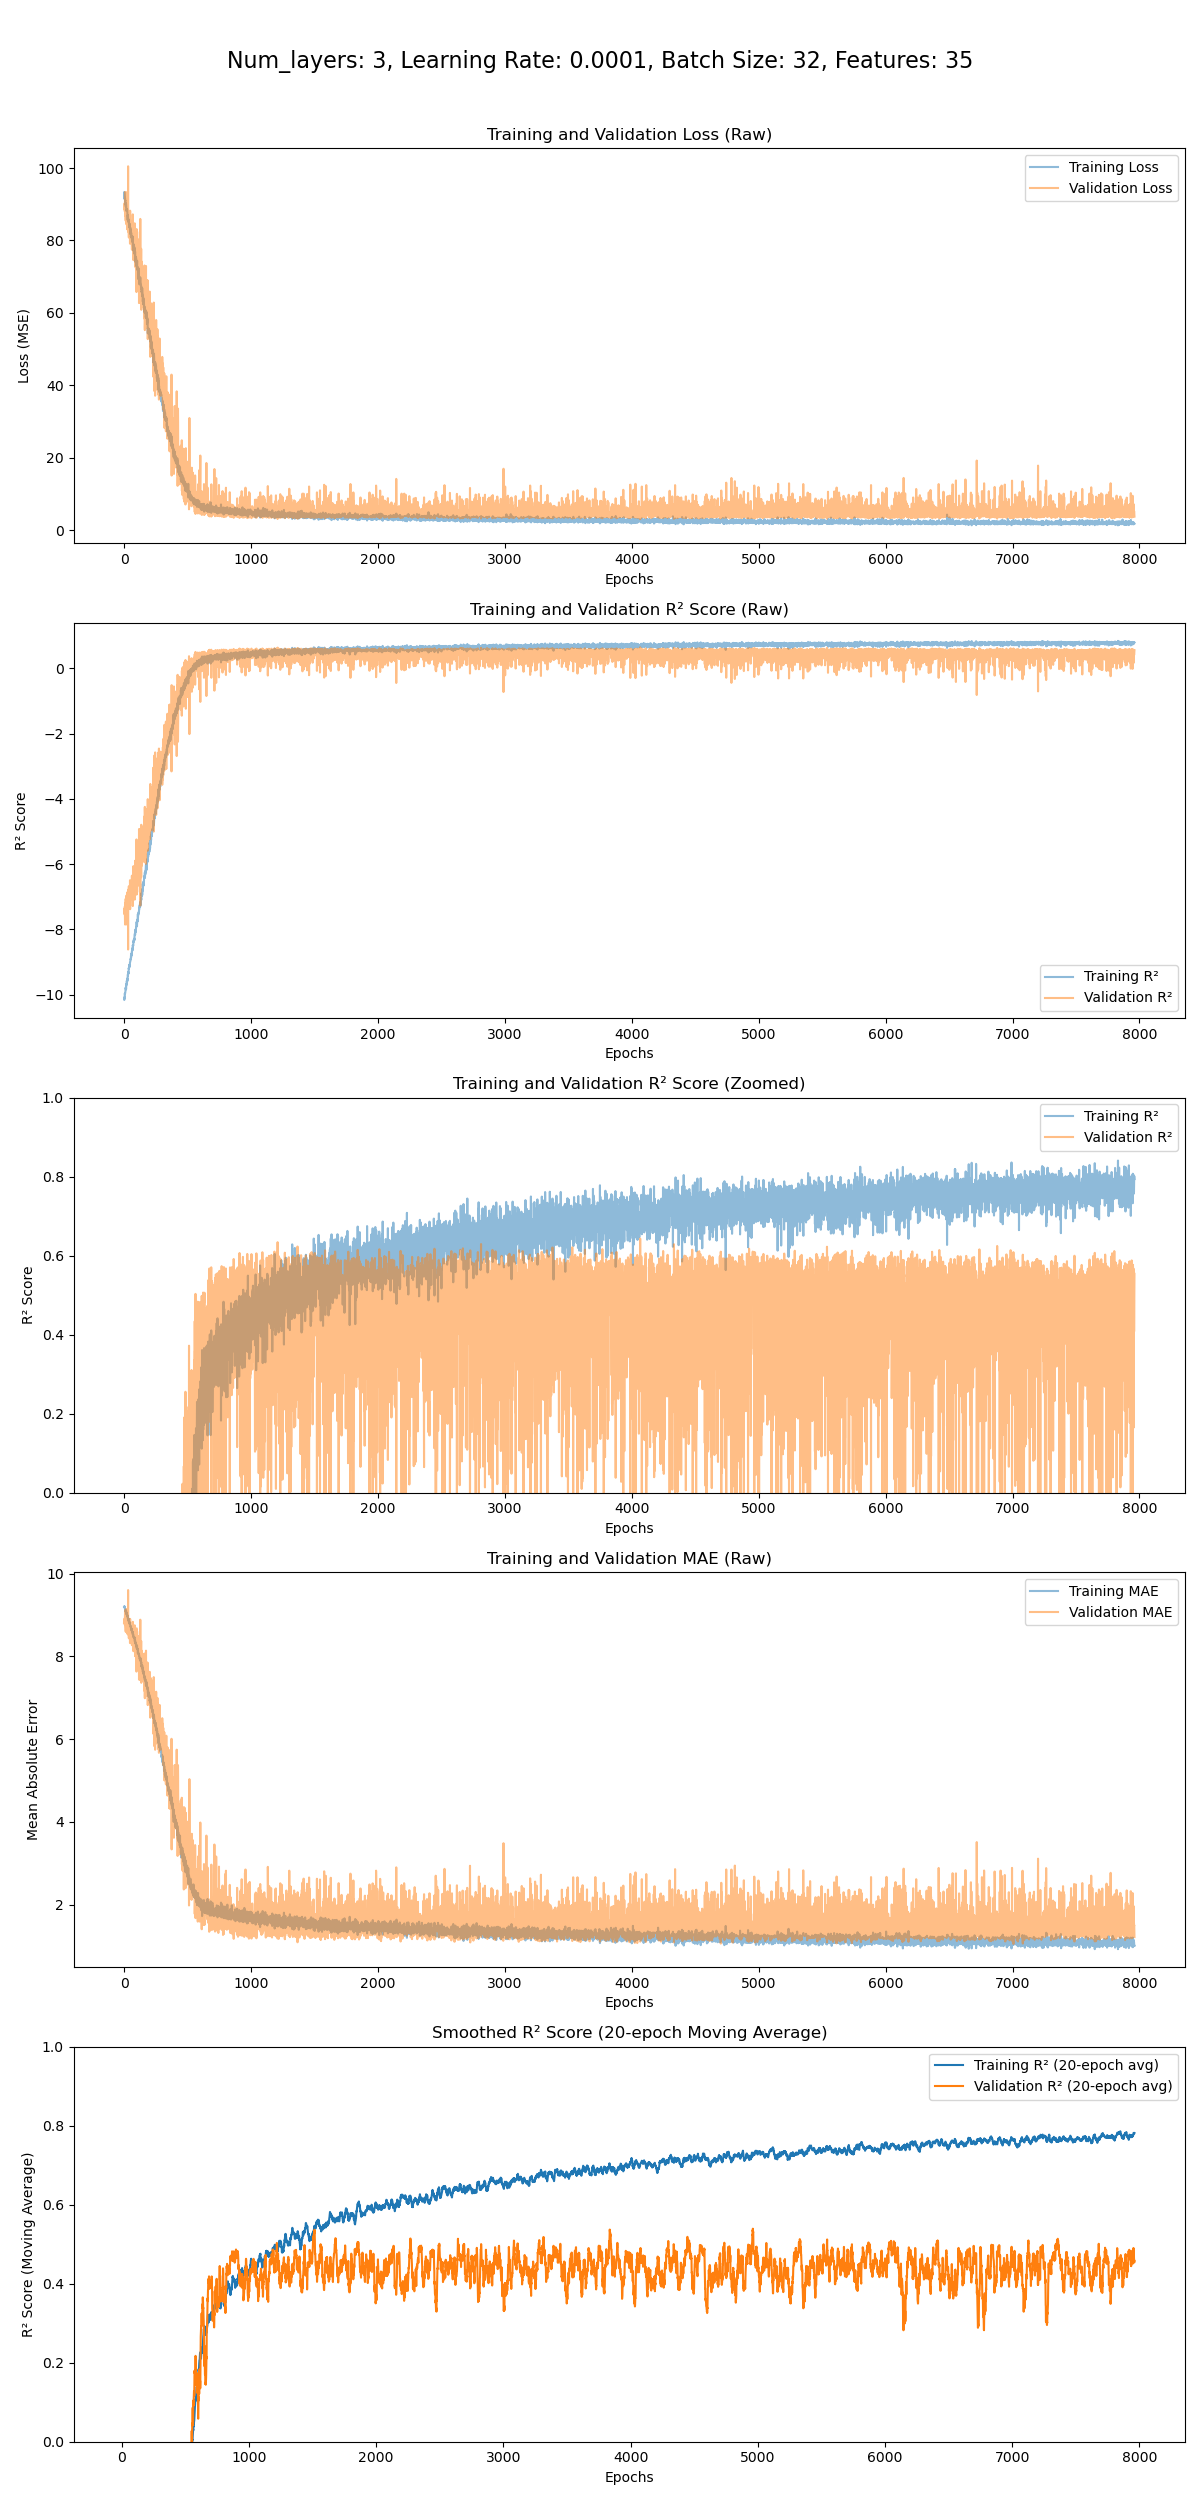 Num_layers: 3, Learning Rate: 0.0001, Batch Size: 32, Features: 35
Training and Validation Loss (Raw)
Loss (MSE)
100
80
60
40
20
0
Training Loss
Validation Loss
0 1000 2000 3000 4000 5000 6000 7000 8000
Epochs
Training and Validation R² Score (Raw)
R² Score
0
−2
−4
−6
−8
−10
Training R²
Validation R²
0 1000 2000 3000 4000 5000 6000 7000 8000
Epochs
Training and Validation R² Score (Zoomed)
R² Score
1.0
0.8
0.6
0.4
0.2
0.0
Training R²
Validation R²
0 1000 2000 3000 4000 5000 6000 7000 8000
Epochs
Training and Validation MAE (Raw)
Mean Absolute Error
10
8
6
4
2
Training MAE
Validation MAE
0 1000 2000 3000 4000 5000 6000 7000 8000
Epochs
Smoothed R² Score (20-epoch Moving Average)
R² Score (Moving Average)
1.0
0.8
0.6
0.4
0.2
0.0
Training R² (20-epoch avg)
Validation R² (20-epoch avg)
0 1000 2000 3000 4000 5000 6000 7000 8000
Epochs